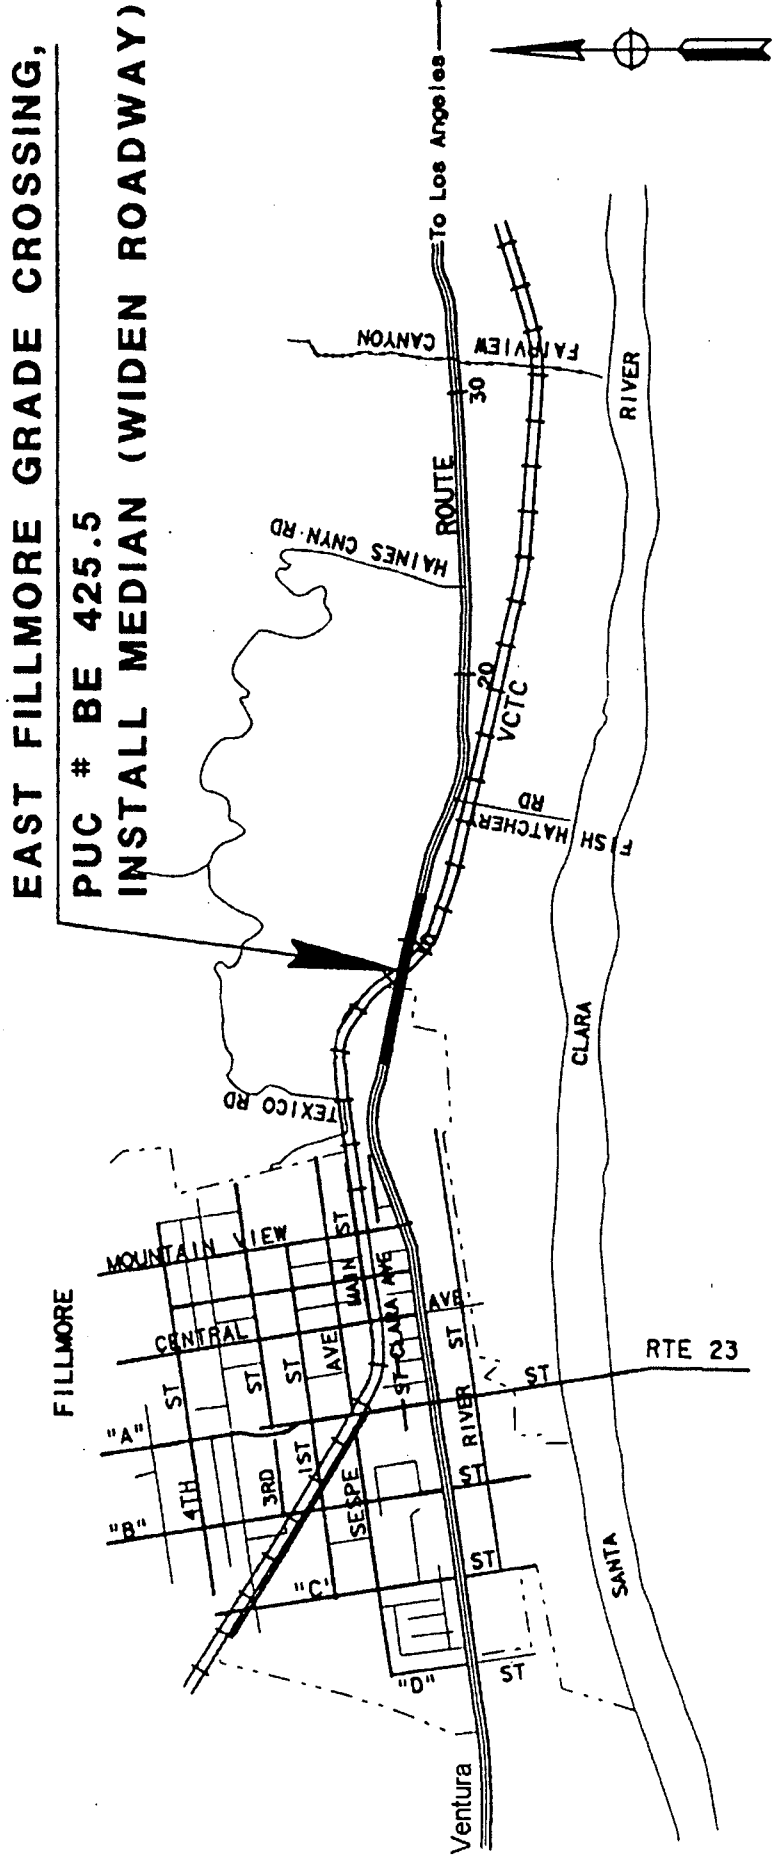 EAST FILLMORE GRADE CROSSING,
PUC # BE 425.5
INSTALL MEDIAN (WIDEN ROADWAY)
FILLMORE
MOUNTAIN VIEW
CENTRAL
AVE
"A"
ST
"B"
ST
"C"
ST
"D"
ST
4TH
ST
3RD
ST
1ST
ST
SESPE
AVE
MAIN
ST
ST CLARA AVE
RIVER
ST
RTE 23
TEXICO RD
HAINES CNYN RD
FAIRVIEW CANYON
FISH HATCHERY
RD
VCTC
ROUTE
10
20
30
To Los Angeles
Ventura
SANTA
CLARA
RIVER